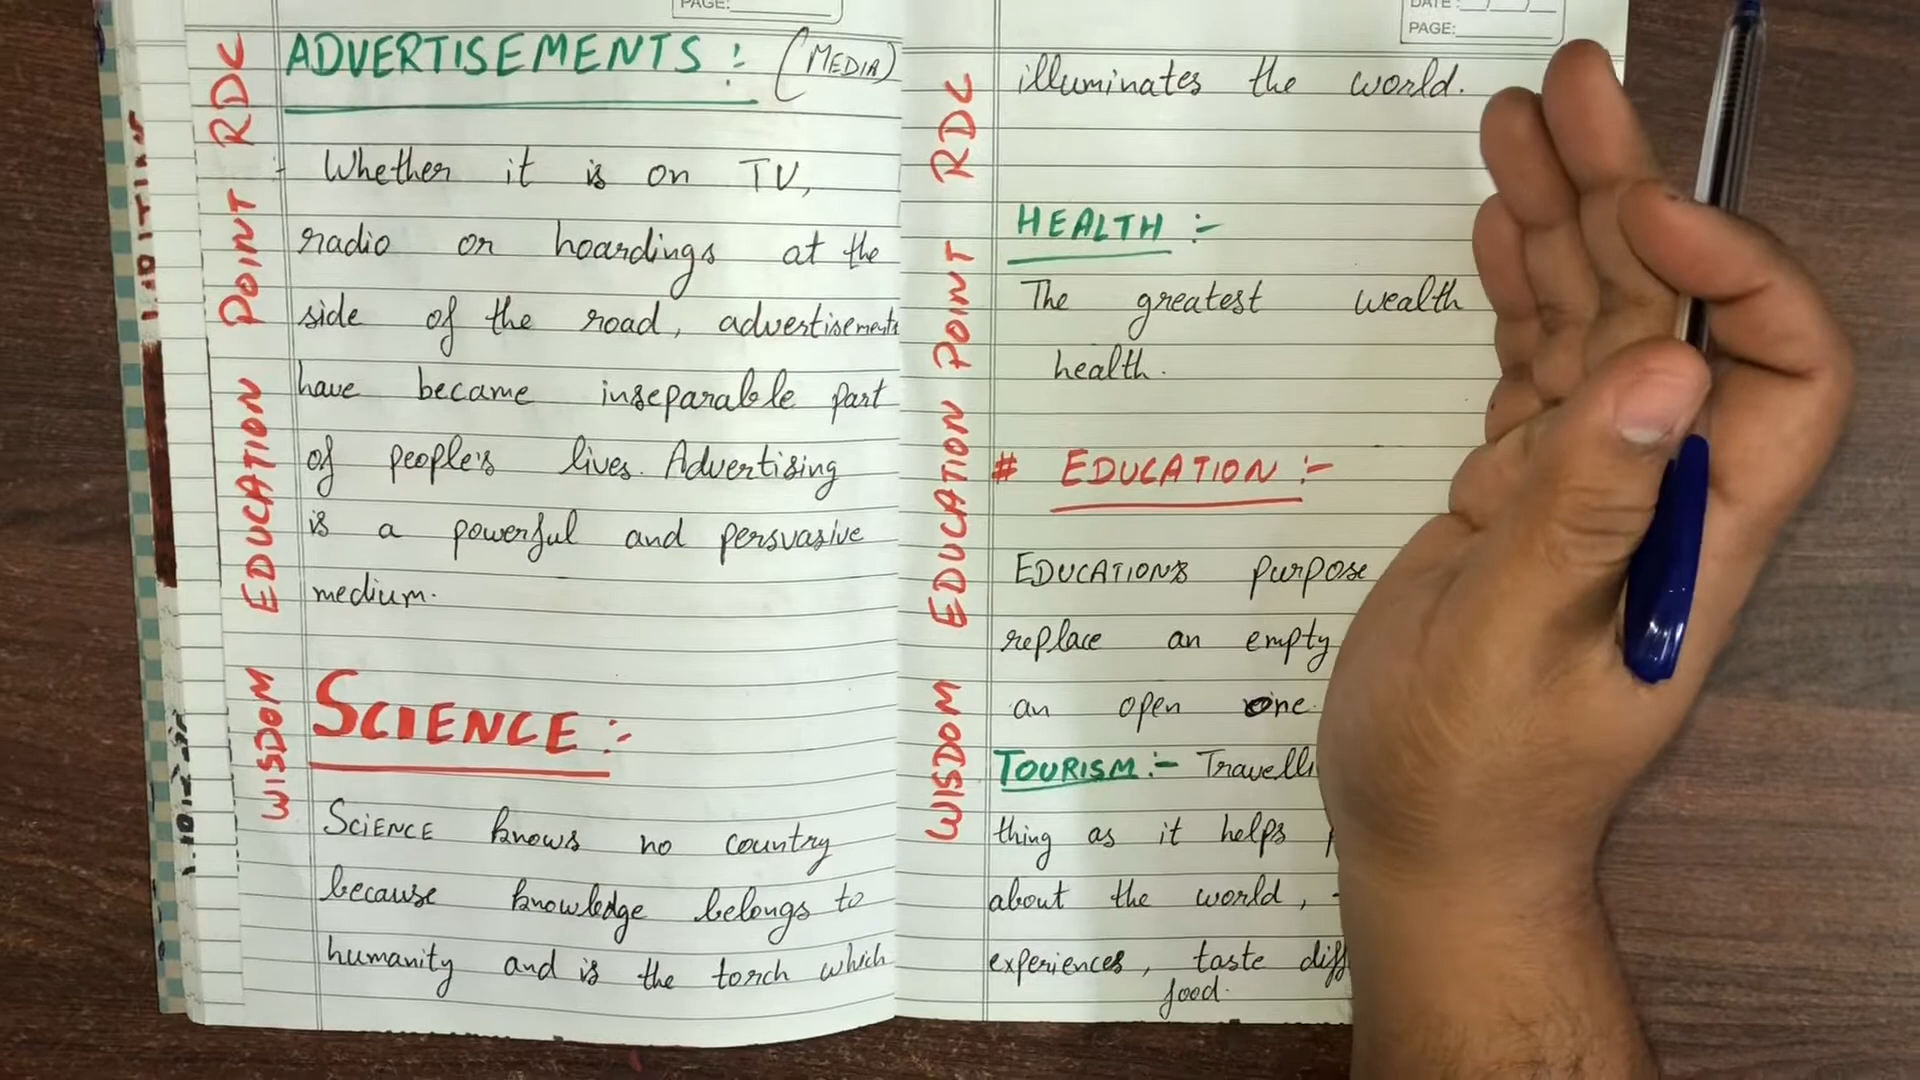 PAGE:
ADVERTISEMENTS :- (MEDIA)
Whether it is on TV,
radio or hoardings at the
side of the road, advertisements
have became inseparable part
of people's lives. Advertising
is a powerful and persvasive
medium.
SCIENCE :-
SCiENCE knows no country
because knowledge belongs to
humanity and is the torch which
WISDOM EDUCATION POINT RDC
DATE:
PAGE:
illuminates the world.
HEALTH :-
The greatest wealth
health.
# EDUCATION :-
EDUCATIONS purpose
replace an empty
an open one.
TOURISM :- Travelli
thing as it helps
about the world,
experiences, taste diff
food.
WISDOM EDUCATION POINT RDC